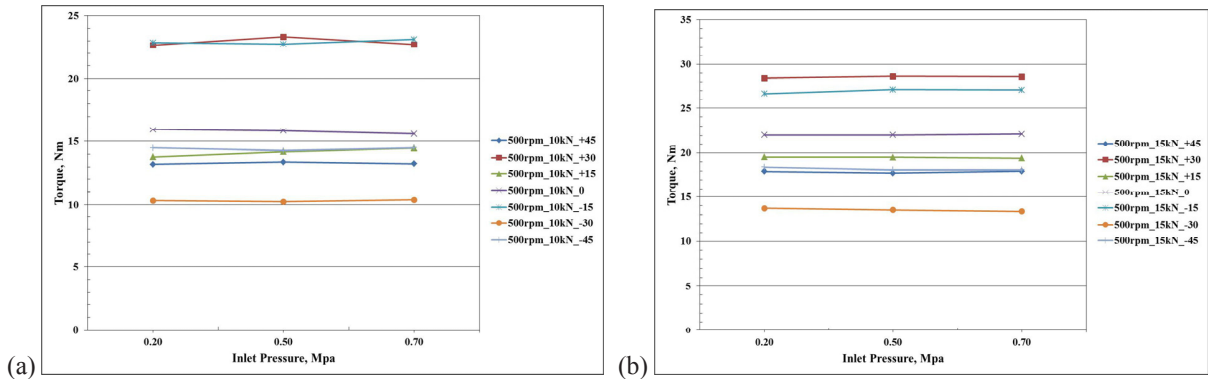 25
20
15
10
5
0
Torque, Nm
0.20 0.50 0.70
Inlet Pressure, Mpa
500rpm_10kN_+45
500rpm_10kN_+30
500rpm_10kN_+15
500rpm_10kN_0
500rpm_10kN_-15
500rpm_10kN_-30
500rpm_10kN_-45
(a)
35
30
25
20
15
10
5
0
Torque, Nm
0.20 0.50 0.70
Inlet Pressure, Mpa
500rpm_15kN_+45
500rpm_15kN_+30
500rpm_15kN_+15
500rpm_15kN_0
500rpm_15kN_-15
500rpm_15kN_-30
500rpm_15kN_-45
(b)